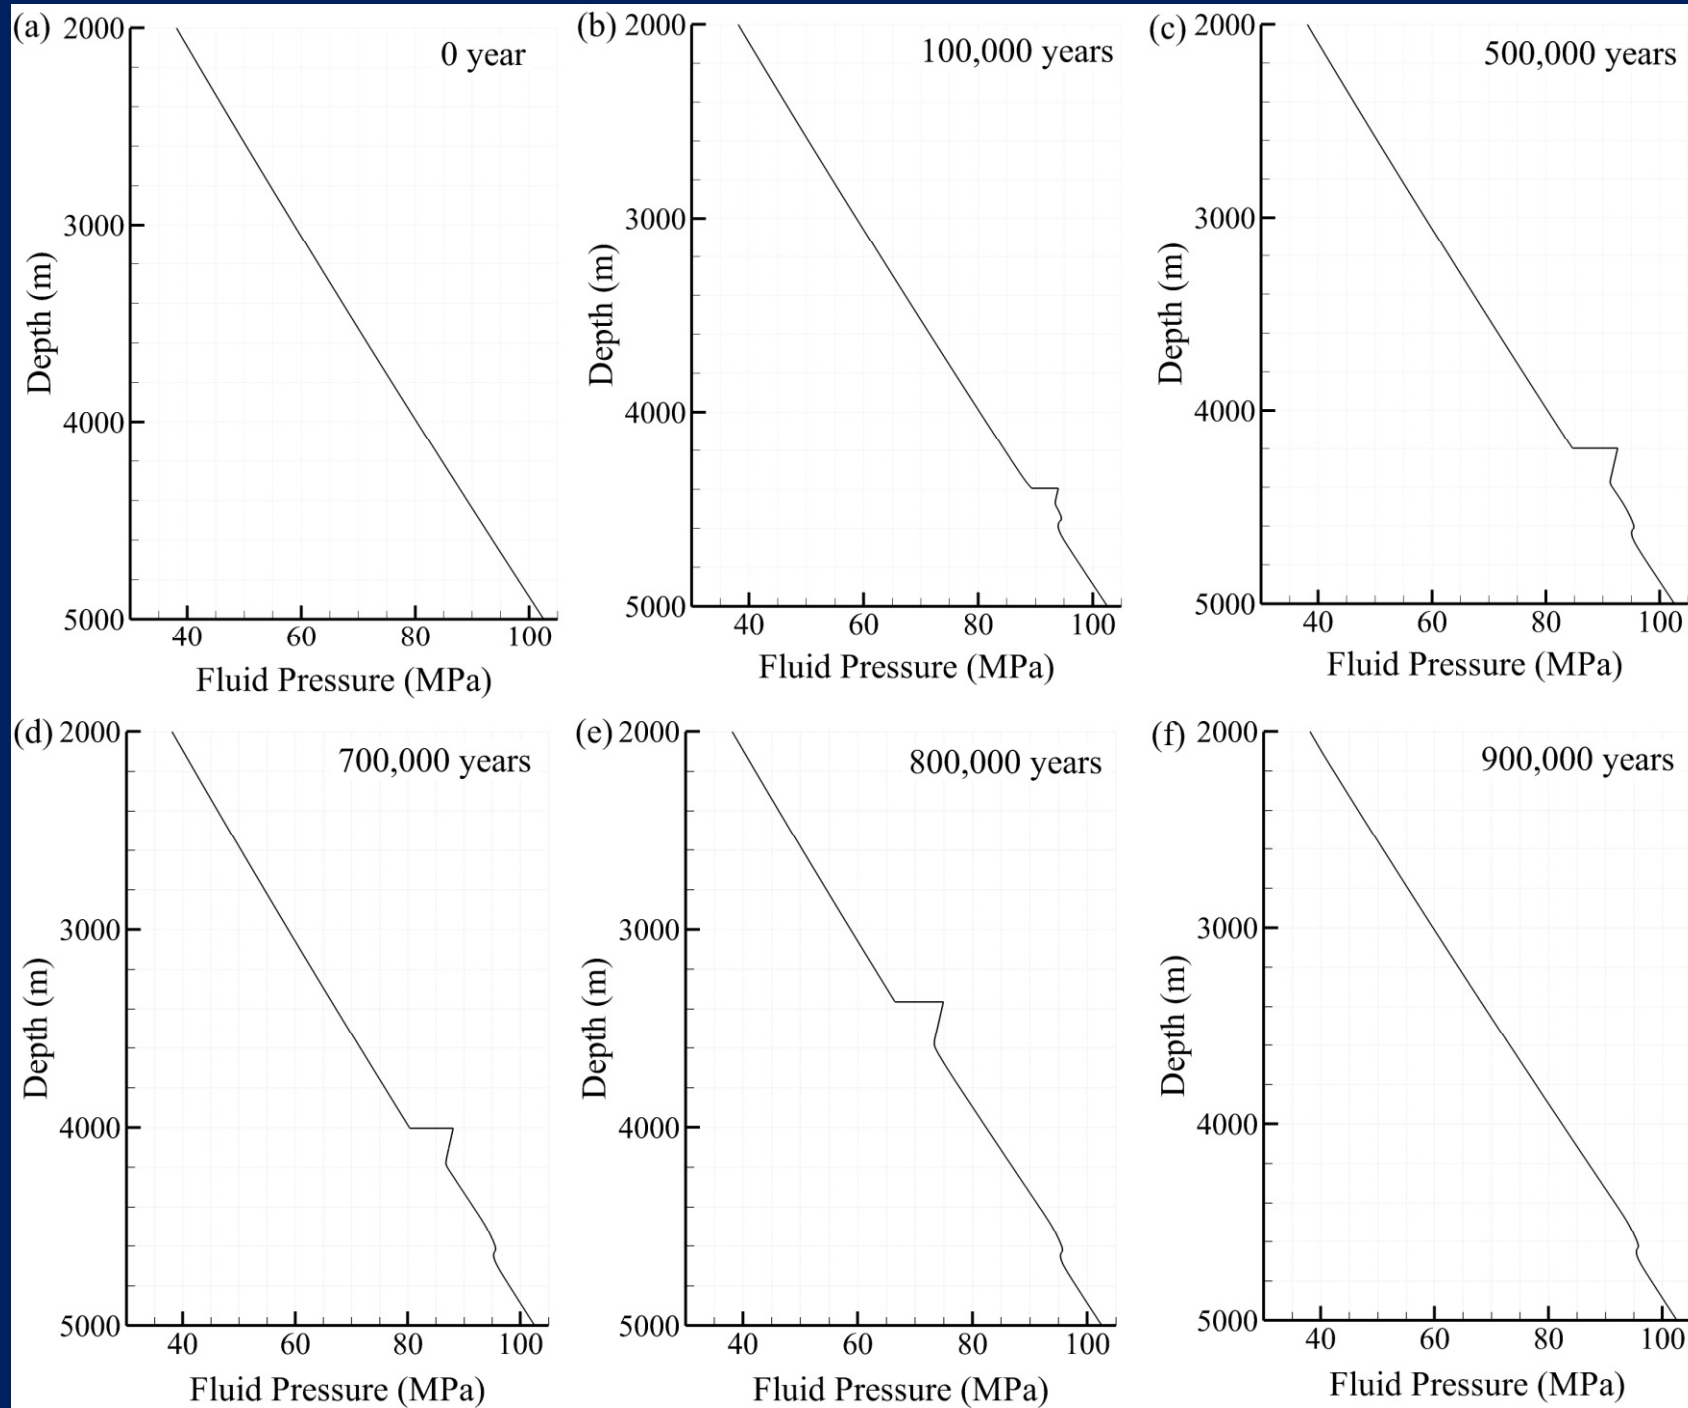 (a)
0 year
2000
3000
4000
5000
Depth (m)
40 60 80 100
Fluid Pressure (MPa)
(b)
100,000 years
2000
3000
4000
5000
Depth (m)
40 60 80 100
Fluid Pressure (MPa)
(c)
500,000 years
2000
3000
4000
5000
Depth (m)
40 60 80 100
Fluid Pressure (MPa)
(d)
700,000 years
2000
3000
4000
5000
Depth (m)
40 60 80 100
Fluid Pressure (MPa)
(e)
800,000 years
2000
3000
4000
5000
Depth (m)
40 60 80 100
Fluid Pressure (MPa)
(f)
900,000 years
2000
3000
4000
5000
Depth (m)
40 60 80 100
Fluid Pressure (MPa)